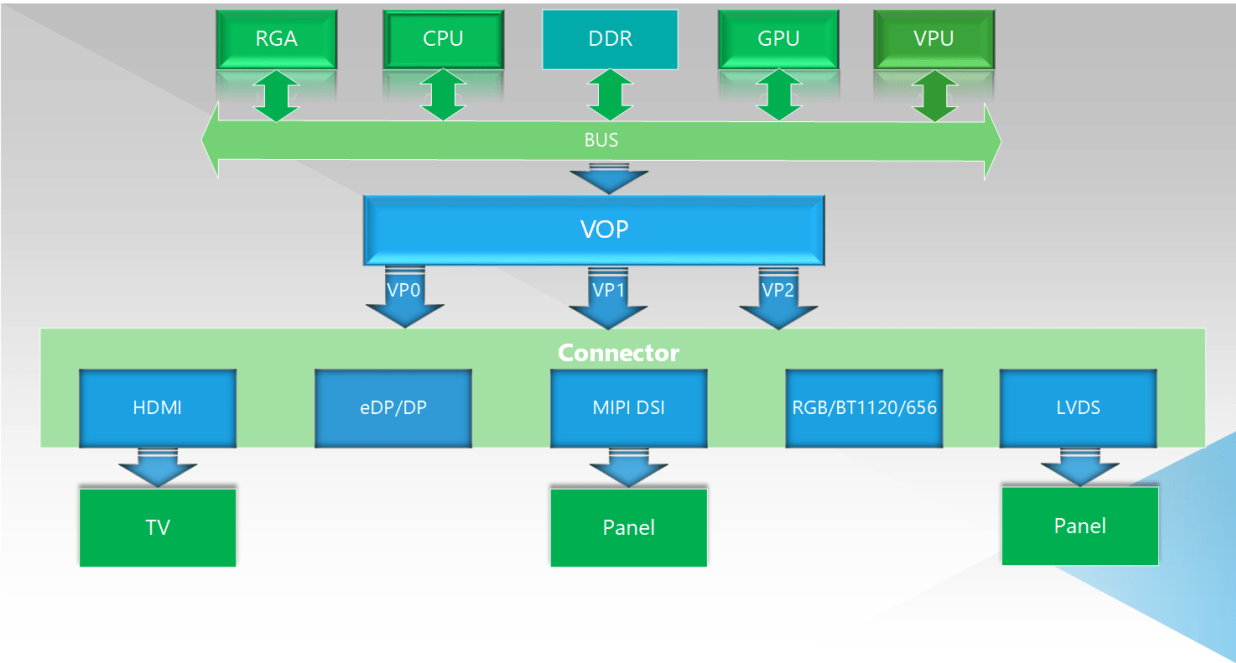 RGA
CPU
DDR
GPU
VPU
BUS
VOP
VP0
VP1
VP2
Connector
HDMI
eDP/DP
MIPI DSI
RGB/BT1120/656
LVDS
TV
Panel
Panel